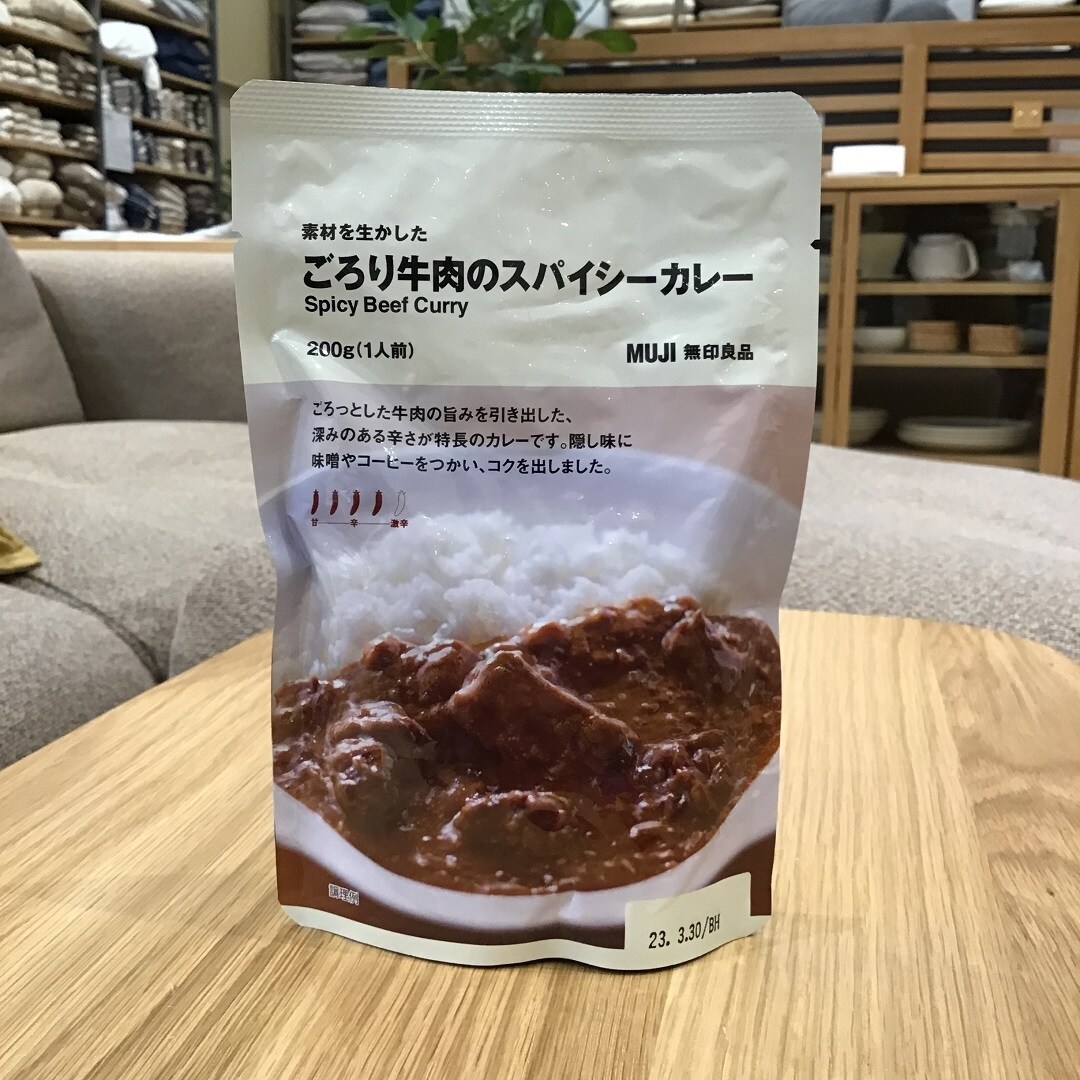 素材を生かした
ごろり牛肉のスパイシーカレー
Spicy Beef Curry
200g(1人前)
MUJI 無印良品
ごろっとした牛肉の旨みを引き出した、
深みのある辛さが特長のカレーです。隠し味に
味噌やコーヒーをつかい、コクを出しました。
甘 辛 激辛
調理例
23. 3.30/BH